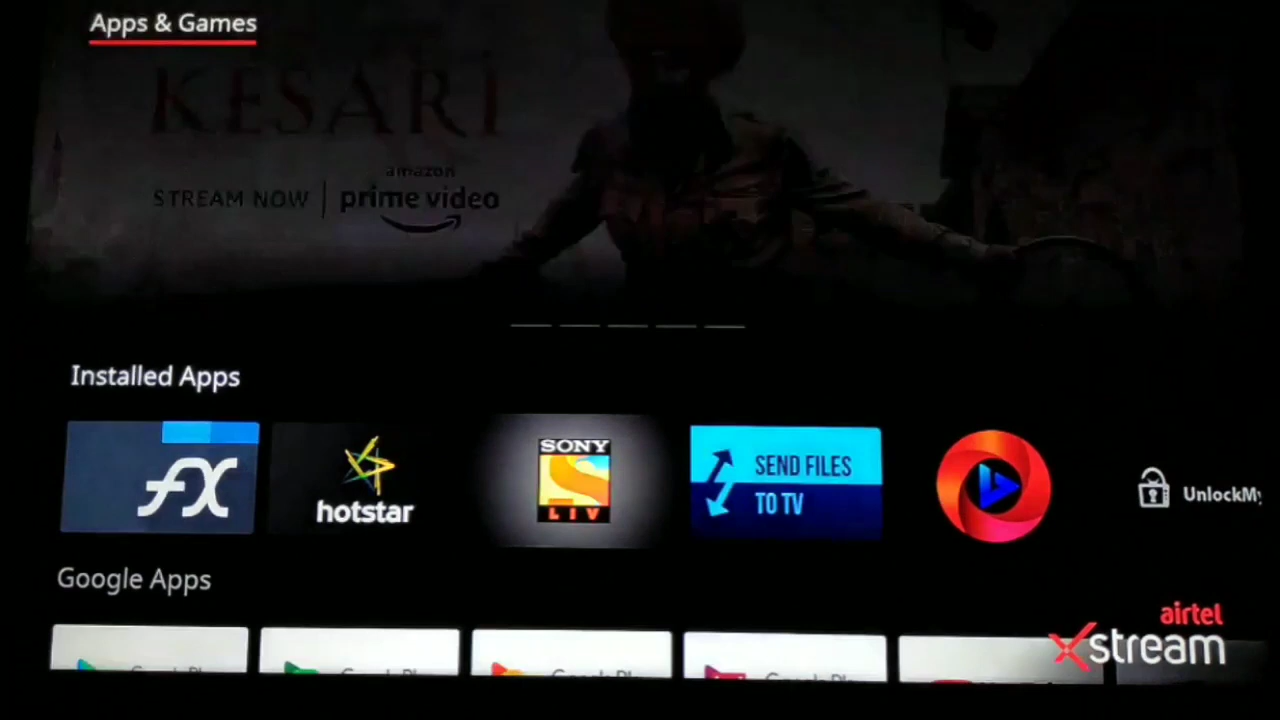 Apps & Games
KESARI
STREAM NOW | amazon prime video
Installed Apps
fX
hotstar
SONY
LIV
SEND FILES
TO TV
UnlockMy
Google Apps
airtel
Xstream